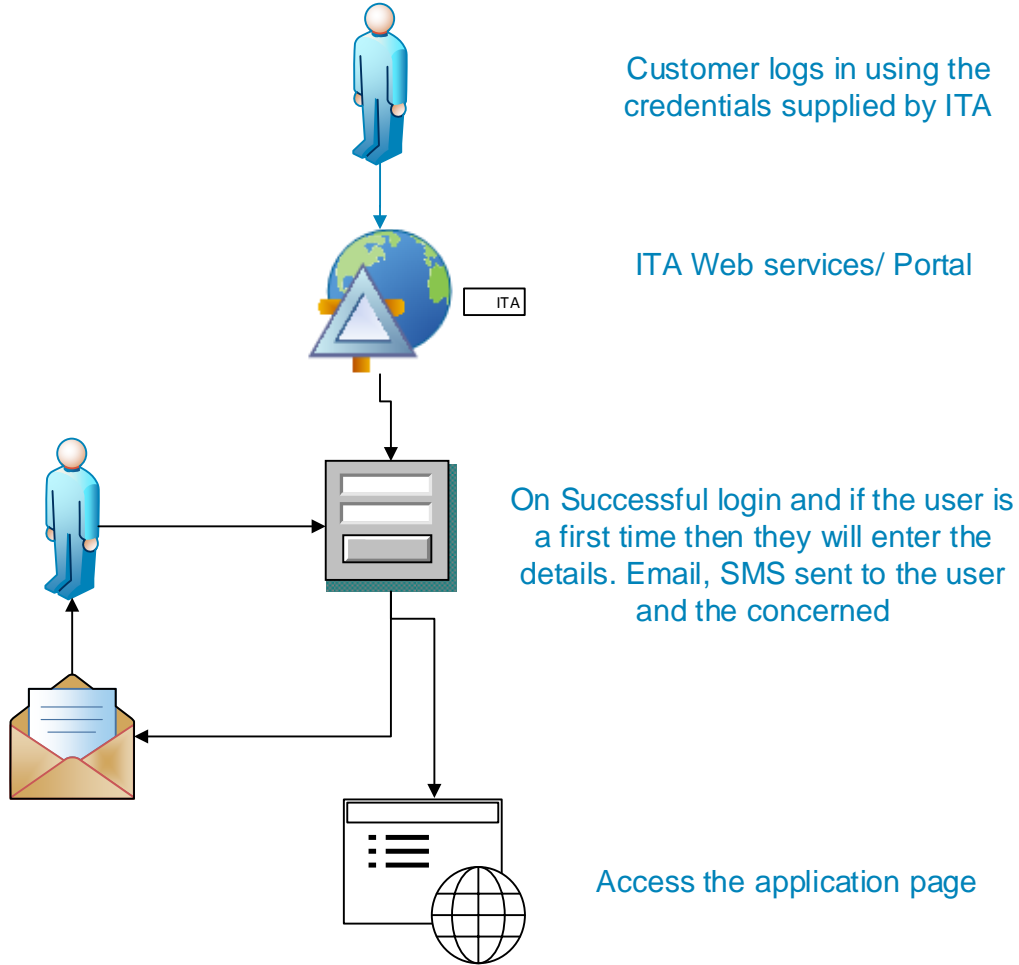 Customer logs in using the
credentials supplied by ITA
ITA Web services/ Portal
ITA
On Successful login and if the user is
a first time then they will enter the
details. Email, SMS sent to the user
and the concerned
Access the application page